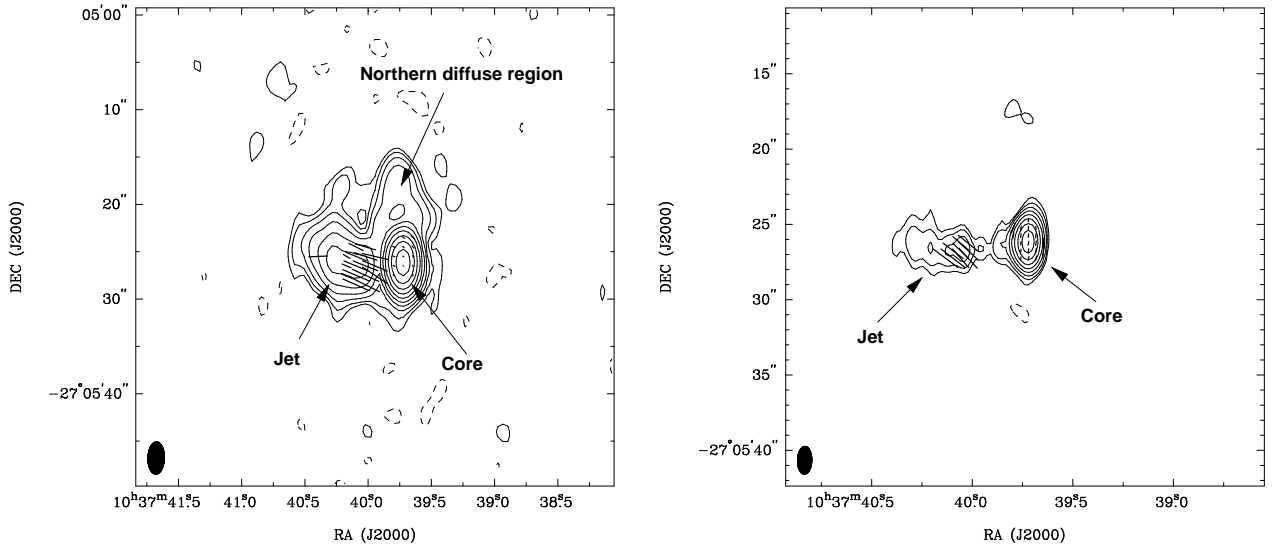 05′00″
Northern diffuse region
10″
20″
30″
Jet
Core
−27°05′40″
DEC (J2000)
10ʰ37ᵐ41ˢ.5
41ˢ.0
40ˢ.5
40ˢ.0
39ˢ.5
39ˢ.0
38ˢ.5
RA (J2000)
15″
20″
25″
30″
35″
−27°05′40″
Jet
Core
DEC (J2000)
10ʰ37ᵐ40ˢ.5
40ˢ.0
39ˢ.5
39ˢ.0
RA (J2000)